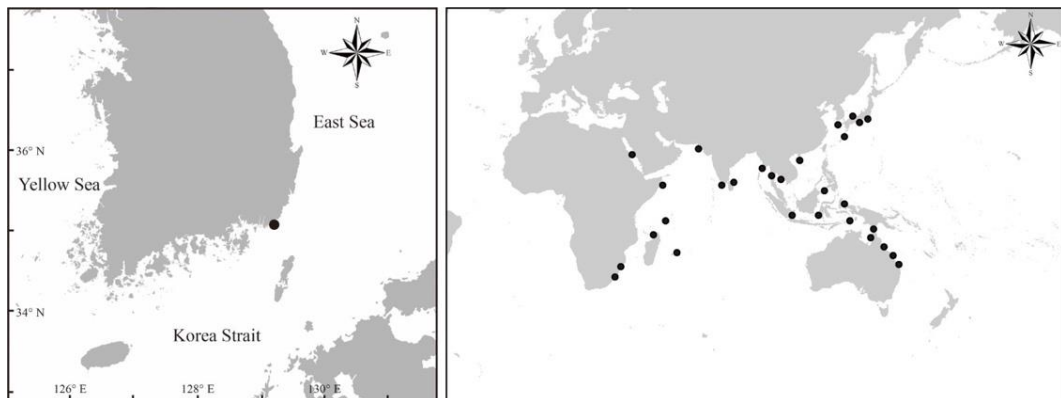 N
W E
S
East Sea
36° N
Yellow Sea
34° N
Korea Strait
126° E 128° E 130° E
N
W E
S